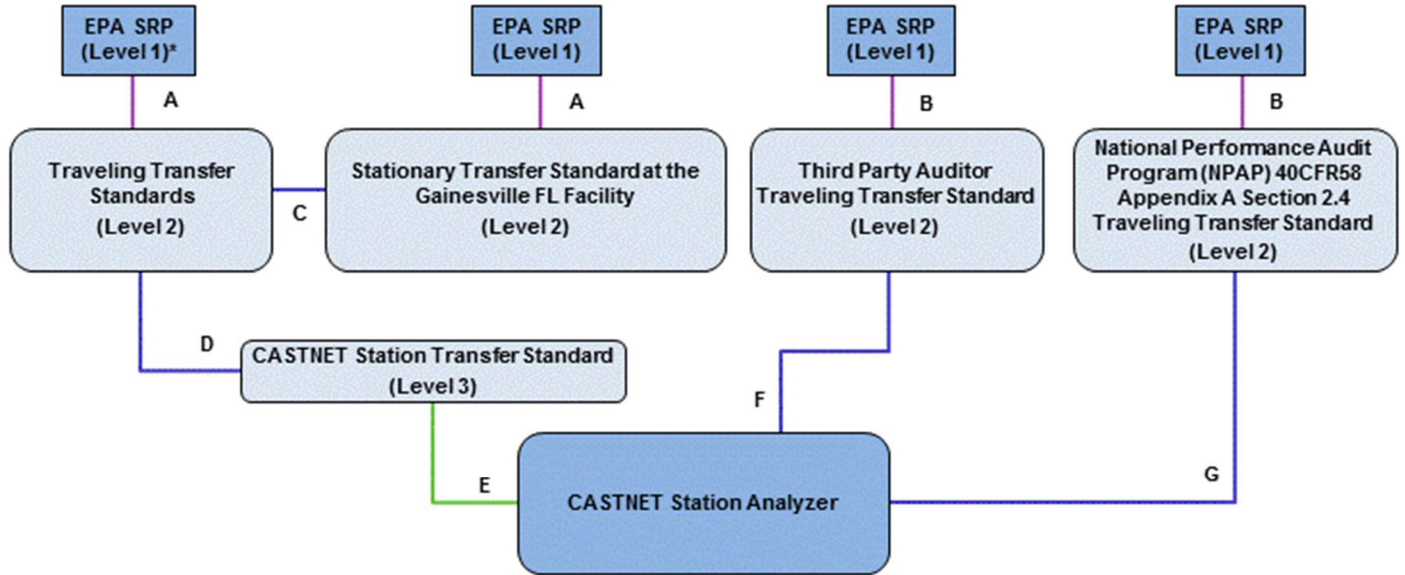 EPA SRP
(Level 1)*
EPA SRP
(Level 1)
EPA SRP
(Level 1)
EPA SRP
(Level 1)
A
A
B
B
Traveling Transfer
Standards
(Level 2)
C
Stationary Transfer Standard at the
Gainesville FL Facility
(Level 2)
Third Party Auditor
Traveling Transfer Standard
(Level 2)
National Performance Audit
Program (NPAP) 40CFR58
Appendix A Section 2.4
Traveling Transfer Standard
(Level 2)
D
CASTNET Station Transfer Standard
(Level 3)
F
E
G
CASTNET Station Analyzer